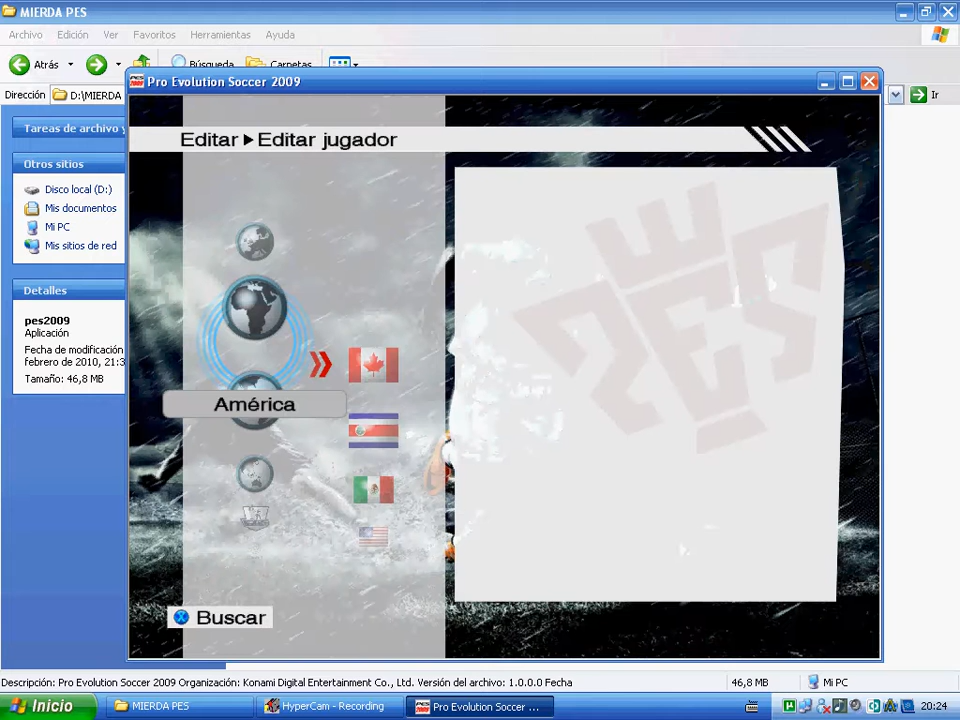 MIERDA PES
Archivo Edición Ver Favoritos Herramientas Ayuda
Atrás Búsqueda Carpetas
Dirección D:\MIERDA Ir
Pro Evolution Soccer 2009
Tareas de archivo y
Otros sitios
Disco local (D:)
Mis documentos
Mi PC
Mis sitios de red
Detalles
pes2009
Aplicación
Fecha de modificación
febrero de 2010, 21:3
Tamaño: 46,8 MB
Editar Editar jugador
PES
América
X Buscar
Descripción: Pro Evolution Soccer 2009 Organización: Konami Digital Entertainment Co., Ltd. Versión del archivo: 1.0.0.0 Fecha 46,8 MB Mi PC
Inicio MIERDA PES HyperCam - Recording Pro Evolution Soccer ... 20:24